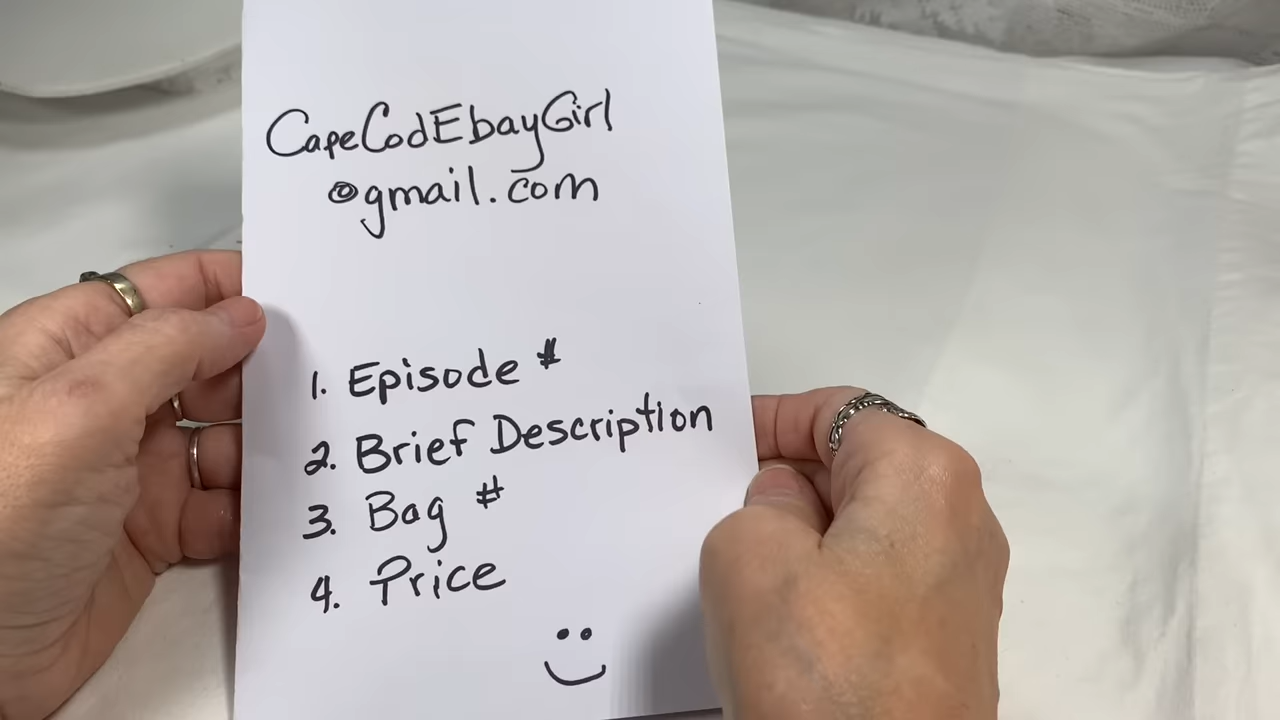 CapeCodEbayGirl
@gmail.com
1. Episode #
2. Brief Description
3. Bag #
4. Price